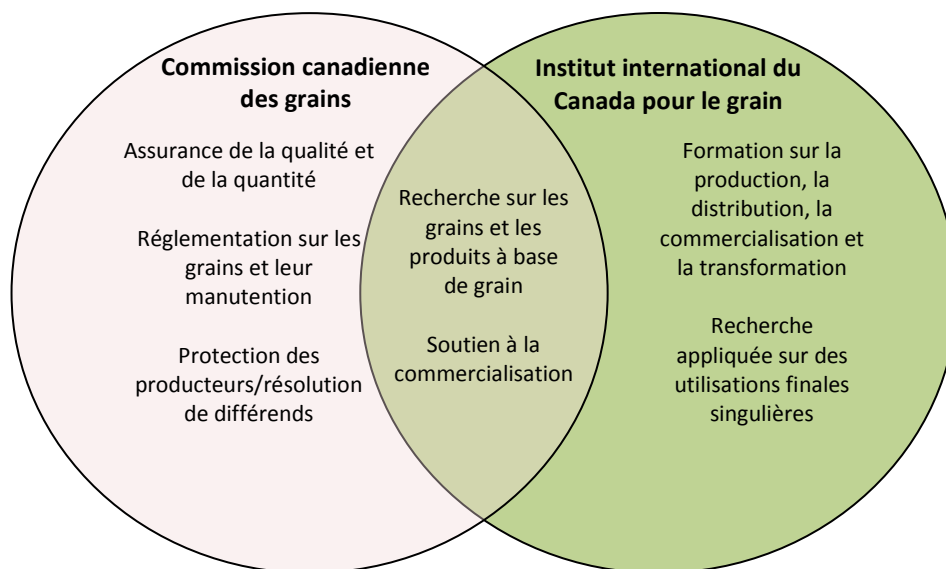 Commission canadienne
des grains
Assurance de la qualité et
de la quantité
Réglementation sur les
grains et leur
manutention
Protection des
producteurs/résolution
de différends
Recherche sur les
grains et les
produits à base
de grain
Soutien à la
commercialisation
Institut international du
Canada pour le grain
Formation sur la
production, la
distribution, la
commercialisation et
la transformation
Recherche
appliquée sur des
utilisations finales
singulières